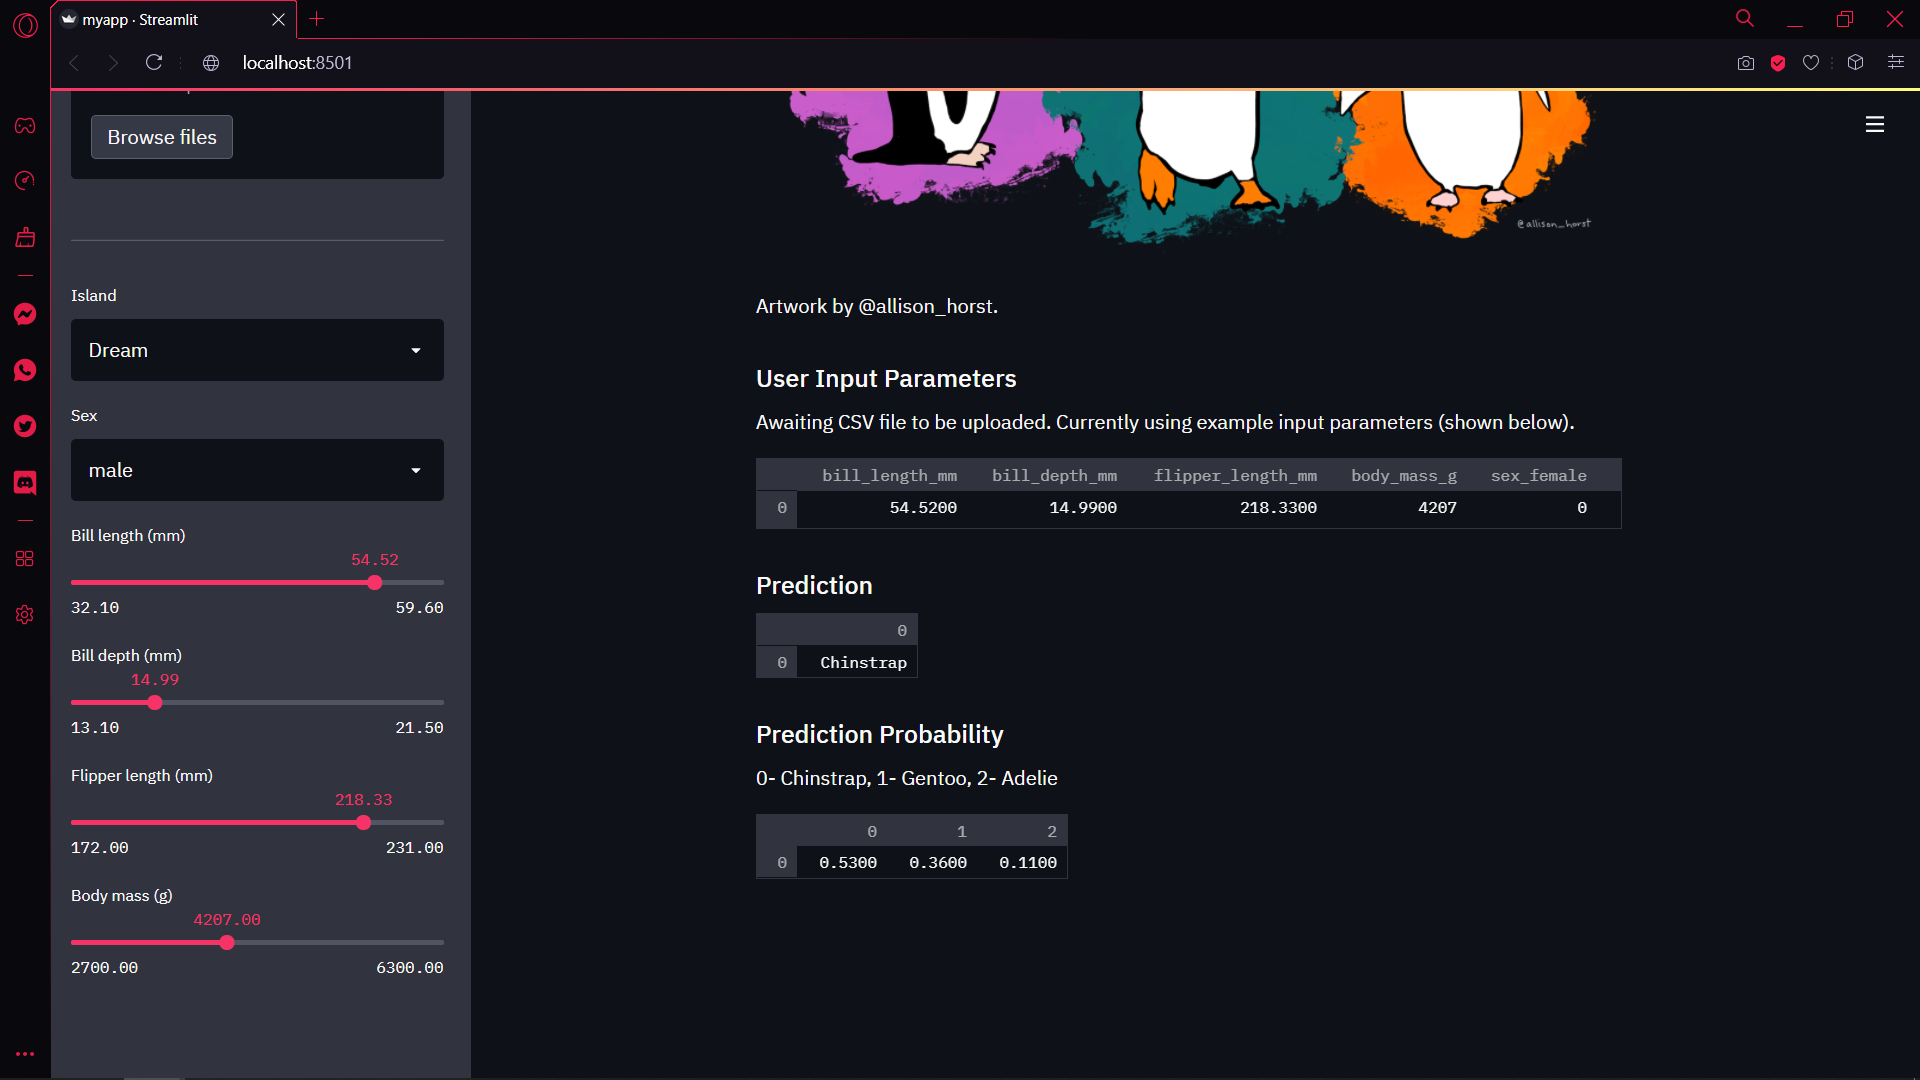 myapp · Streamlit
localhost:8501
Browse files
Island
Dream
Sex
male
Bill length (mm)
54.52
32.10 59.60
Bill depth (mm)
14.99
13.10 21.50
Flipper length (mm)
218.33
172.00 231.00
Body mass (g)
4207.00
2700.00 6300.00
@allison_horst
Artwork by @allison_horst.
User Input Parameters
Awaiting CSV file to be uploaded. Currently using example input parameters (shown below).
bill_length_mm bill_depth_mm flipper_length_mm body_mass_g sex_female
0 54.5200 14.9900 218.3300 4207 0
Prediction
0
0 Chinstrap
Prediction Probability
0- Chinstrap, 1- Gentoo, 2- Adelie
0 1 2
0 0.5300 0.3600 0.1100